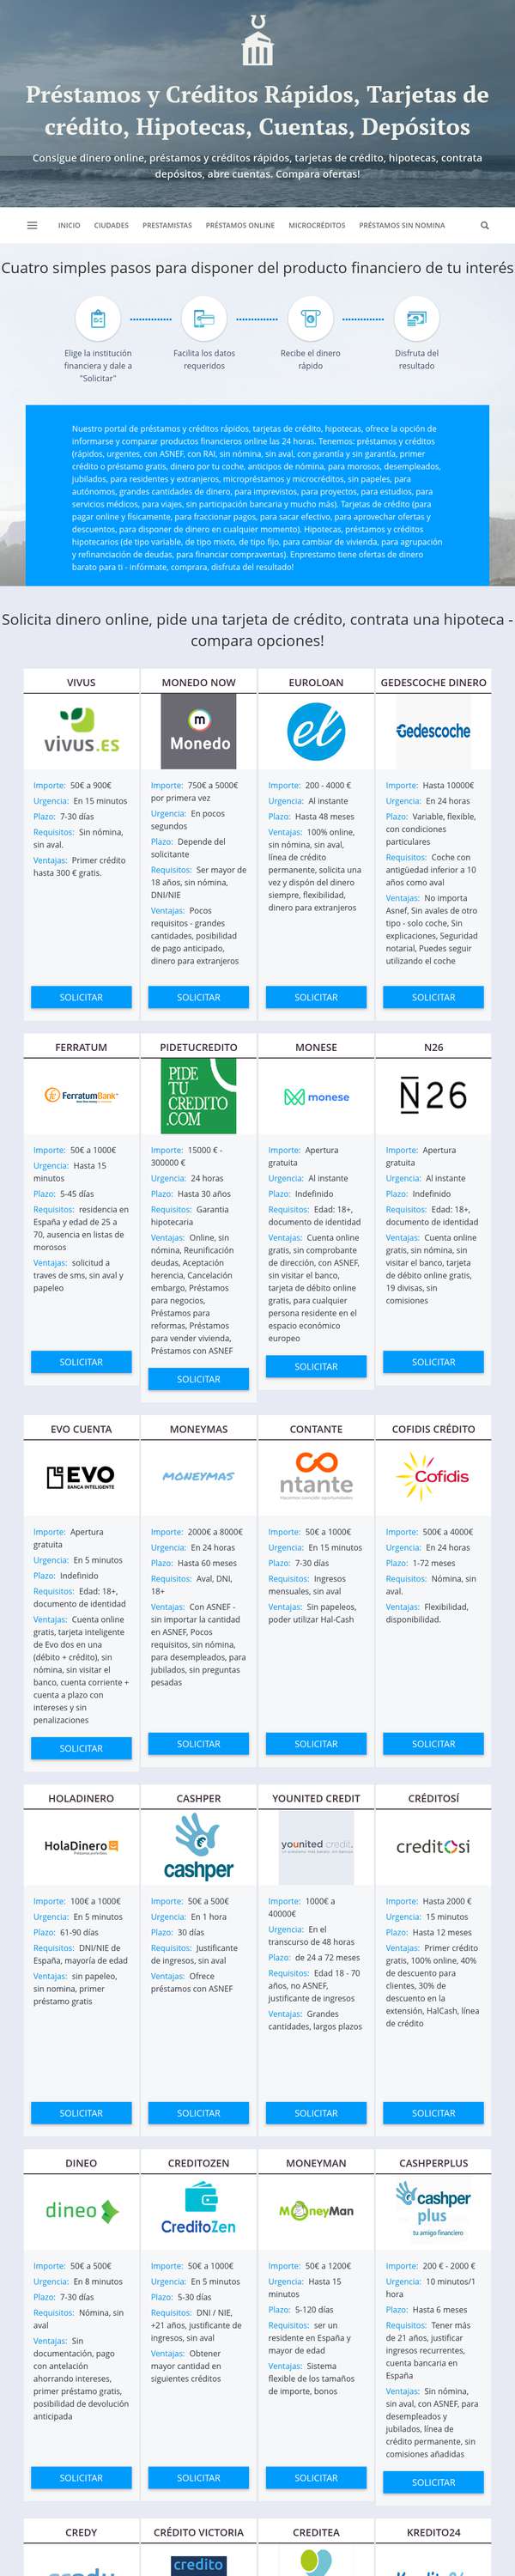 Préstamos y Créditos Rápidos, Tarjetas de
crédito, Hipotecas, Cuentas, Depósitos
Consigue dinero online, préstamos y créditos rápidos, tarjetas de crédito, hipotecas, contrata
depósitos, abre cuentas. Compara ofertas!
INICIO CIUDADES PRESTAMISTAS PRÉSTAMOS ONLINE MICROCRÉDITOS PRÉSTAMOS SIN NOMINA
Cuatro simples pasos para disponer del producto financiero de tu interés
Elige la institución
financiera y dale a
"Solicitar"
Facilita los datos
requeridos
Recibe el dinero
rápido
Disfruta del
resultado
Nuestro portal de préstamos y créditos rápidos, tarjetas de crédito, hipotecas, ofrece la opción de
informarse y comparar productos financieros online las 24 horas. Tenemos: préstamos y créditos
(rápidos, urgentes, con ASNEF, con RAI, sin nómina, sin aval, con garantía y sin garantía, primer
crédito o préstamo gratis, dinero por tu coche, anticipos de nómina, para morosos, desempleados,
jubilados, para residentes y extranjeros, micropréstamos y microcréditos, sin papeles, para
autónomos, grandes cantidades de dinero, para imprevistos, para proyectos, para estudios, para
servicios médicos, para viajes, sin participación bancaria y mucho más). Tarjetas de crédito (para
pagar online y físicamente, para fraccionar pagos, para sacar efectivo, para aprovechar ofertas y
descuentos, para disponer de dinero en cualquier momento). Hipotecas, préstamos y créditos
hipotecarios (de tipo variable, de tipo mixto, de tipo fijo, para cambiar de vivienda, para agrupación
y refinanciación de deudas, para financiar compraventas). Enprestamo tiene ofertas de dinero
barato para ti - infórmate, comprara, disfruta del resultado!
Solicita dinero online, pide una tarjeta de crédito, contrata una hipoteca -
compara opciones!
VIVUS
vivus.es
Importe: 50€ a 900€
Urgencia: En 15 minutos
Plazo: 7-30 días
Requisitos: Sin nómina,
sin aval.
Ventajas: Primer crédito
hasta 300 € gratis.
SOLICITAR
MONEDO NOW
m
Monedo
Importe: 750€ a 5000€
por primera vez
Urgencia: En pocos
segundos
Plazo: Depende del
solicitante
Requisitos: Ser mayor de
18 años, sin nómina,
DNI/NIE
Ventajas: Pocos
requisitos - grandes
cantidades, posibilidad
de pago anticipado,
dinero para extranjeros
SOLICITAR
EUROLOAN
el
Importe: 200 - 4000 €
Urgencia: Al instante
Plazo: Hasta 48 meses
Ventajas: 100% online,
sin nómina, sin aval,
línea de crédito
permanente, solicita una
vez y dispón del dinero
siempre, flexibilidad,
dinero para extranjeros
SOLICITAR
GEDESCOCHE DINERO
Gedescoche
Importe: Hasta 10000€
Urgencia: En 24 horas
Plazo: Variable, flexible,
con condiciones
particulares
Requisitos: Coche con
antigüedad inferior a 10
años como aval
Ventajas: No importa
Asnef, Sin avales de otro
tipo - solo coche, Sin
explicaciones, Seguridad
notarial, Puedes seguir
utilizando el coche
SOLICITAR
FERRATUM
FerratumBank
Importe: 50€ a 1000€
Urgencia: Hasta 15
minutos
Plazo: 5-45 días
Requisitos: residencia en
España y edad de 25 a
70, ausencia en listas de
morosos
Ventajas: solicitud a
traves de sms, sin aval y
papeleo
SOLICITAR
PIDETUCREDITO
PIDE
TU
CREDITO
.COM
Importe: 15000 € -
300000 €
Urgencia: 24 horas
Plazo: Hasta 30 años
Requisitos: Garantia
hipotecaria
Ventajas: Online, sin
nómina, Reunificación
deudas, Aceptación
herencia, Cancelación
embargo, Préstamos
para negocios,
Préstamos para
reformas, Préstamos
para vender vivienda,
Préstamos con ASNEF
SOLICITAR
MONESE
monese
Importe: Apertura
gratuita
Urgencia: Al instante
Plazo: Indefinido
Requisitos: Edad: 18+,
documento de identidad
Ventajas: Cuenta online
gratis, sin comprobante
de dirección, con ASNEF,
sin visitar el banco,
tarjeta de débito online
gratis, para cualquier
persona residente en el
espacio económico
europeo
SOLICITAR
N26
N26
Importe: Apertura
gratuita
Urgencia: Al instante
Plazo: Indefinido
Requisitos: Edad: 18+,
documento de identidad
Ventajas: Cuenta online
gratis, sin nómina, sin
visitar el banco, tarjeta
de débito online gratis,
19 divisas, sin
comisiones
SOLICITAR
EVO CUENTA
EVO
BANCA INTELIGENTE
Importe: Apertura
gratuita
Urgencia: En 5 minutos
Plazo: Indefinido
Requisitos: Edad: 18+,
documento de identidad
Ventajas: Cuenta online
gratis, tarjeta inteligente
de Evo dos en una
(débito + crédito), sin
nómina, sin visitar el
banco, cuenta corriente +
cuenta a plazo con
intereses y sin
penalizaciones
SOLICITAR
MONEYMAS
MONEYMAS
Importe: 2000€ a 8000€
Urgencia: En 24 horas
Plazo: Hasta 60 meses
Requisitos: Aval, DNI,
18+
Ventajas: Con ASNEF -
sin importar la cantidad
en ASNEF, Pocos
requisitos, sin nómina,
para desempleados, para
jubilados, sin preguntas
pesadas
SOLICITAR
CONTANTE
ntante
Importe: 50€ a 1000€
Urgencia: En 15 minutos
Plazo: 7-30 días
Requisitos: Ingresos
mensuales, sin aval
Ventajas: Sin papeleos,
poder utilizar Hal-Cash
SOLICITAR
COFIDIS CRÉDITO
Cofidis
Importe: 500€ a 4000€
Urgencia: En 24 horas
Plazo: 1-72 meses
Requisitos: Nómina, sin
aval.
Ventajas: Flexibilidad,
disponibilidad.
SOLICITAR
HOLADINERO
HolaDinero
Importe: 100€ a 1000€
Urgencia: En 5 minutos
Plazo: 61-90 días
Requisitos: DNI/NIE de
España, mayoría de edad
Ventajas: sin papeleo,
sin nomina, primer
préstamo gratis
SOLICITAR
CASHPER
cashper
Importe: 50€ a 500€
Urgencia: En 1 hora
Plazo: 30 días
Requisitos: Justificante
de ingresos, sin aval
Ventajas: Ofrece
préstamos con ASNEF
SOLICITAR
YOUNITED CREDIT
younited credit.
Importe: 1000€ a
40000€
Urgencia: En el
transcurso de 48 horas
Plazo: de 24 a 72 meses
Requisitos: Edad 18 - 70
años, no ASNEF,
justificante de ingresos
Ventajas: Grandes
cantidades, largos plazos
SOLICITAR
CRÉDITOSÍ
creditosi
Importe: Hasta 2000 €
Urgencia: 15 minutos
Plazo: Hasta 12 meses
Ventajas: Primer crédito
gratis, 100% online, 40%
de descuento para
clientes, 30% de
descuento en la
extensión, HalCash, línea
de crédito
SOLICITAR
DINEO
dineo
Importe: 50€ a 500€
Urgencia: En 8 minutos
Plazo: 7-30 días
Requisitos: Nómina, sin
aval
Ventajas: Sin
documentación, pago
con antelación
ahorrando intereses,
primer préstamo gratis,
posibilidad de devolución
anticipada
SOLICITAR
CREDITOZEN
CreditoZen
Importe: 50€ a 1000€
Urgencia: En 5 minutos
Plazo: 5-30 días
Requisitos: DNI / NIE,
+21 años, justificante de
ingresos, sin aval
Ventajas: Obtener
mayor cantidad en
siguientes créditos
SOLICITAR
MONEYMAN
MoneyMan
Importe: 50€ a 1200€
Urgencia: Hasta 15
minutos
Plazo: 5-120 días
Requisitos: ser un
residente en España y
mayor de edad
Ventajas: Sistema
flexible de los tamaños
de importe, bonos
SOLICITAR
CASHPERPLUS
cashper
plus
tu amigo financiero
Importe: 200 € - 2000 €
Urgencia: 10 minutos/1
hora
Plazo: Hasta 6 meses
Requisitos: Tener más
de 21 años, justificar
ingresos recurrentes,
cuenta bancaria en
España
Ventajas: Sin nómina,
sin aval, con ASNEF, para
desempleados y
jubilados, línea de
crédito permanente, sin
comisiones añadidas
SOLICITAR
CREDY
CRÉDITO VICTORIA
credito
CREDITEA
KREDITO24